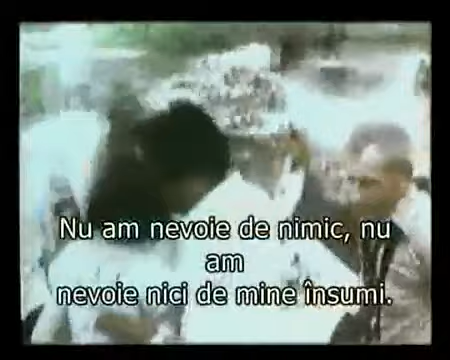 Nu am nevoie de nimic, nu
am
nevoie nici de mine însumi.